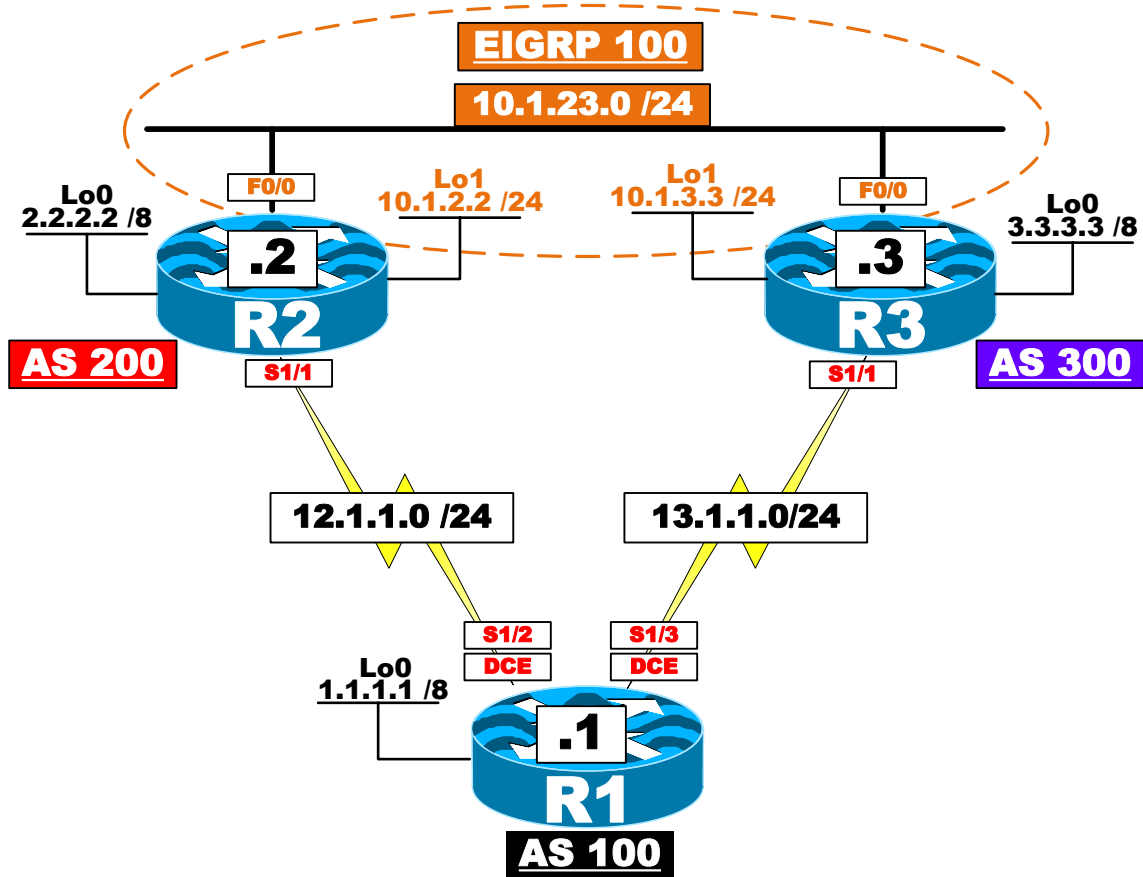 EIGRP 100
10.1.23.0 /24
F0/0
F0/0
Lo0
2.2.2.2 /8
Lo1
10.1.2.2 /24
Lo1
10.1.3.3 /24
Lo0
3.3.3.3 /8
.2
R2
.3
R3
AS 200
S1/1
S1/1
AS 300
12.1.1.0 /24
13.1.1.0/24
S1/2
DCE
S1/3
DCE
Lo0
1.1.1.1 /8
.1
R1
AS 100